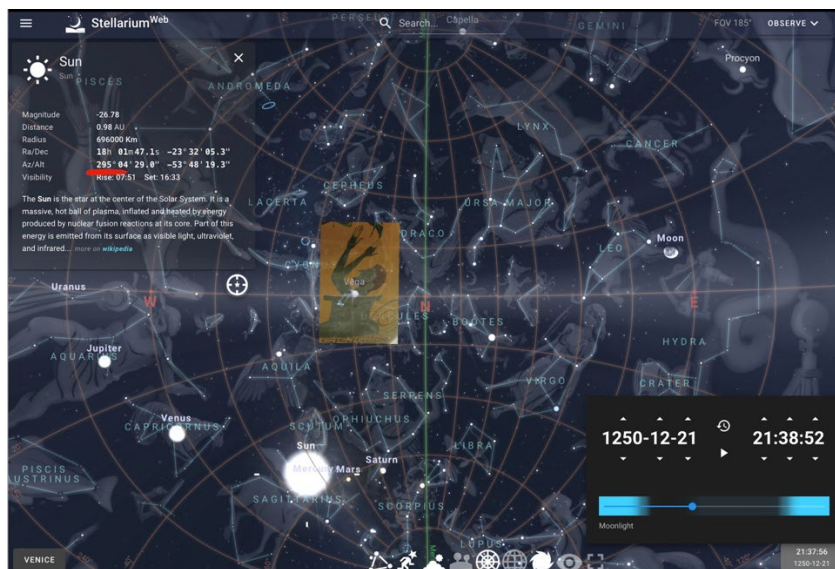 Stellarium Web
Search...
FOV 185°
OBSERVE
Sun
Sun
Magnitude -26.78
Distance 0.98 AU
Radius 696000 Km
Ra/Dec 18h 01m47.1s -23°32'05.3"
Az/Alt 295°04'29.0" -53°48'19.3"
Visibility Rise: 07:51 Set: 16:33
The Sun is the star at the center of the Solar System. It is a
massive, hot ball of plasma, inflated and heated by energy
produced by nuclear fusion reactions at its core. Part of this
energy is emitted from its surface as visible light, ultraviolet,
and infrared... more on wikipedia
PERSEU
Capella
GEMINI
PISCES
ANDROMEDA
Procyon
LYNX
CANCER
CEPHEUS
LACERTA
URSA MAJOR
DRACO
LEO
Moon
CYGN
Vega
Uranus
W
N
E
HERCULES
BOOTES
HYDRA
Jupiter
AQUARIUS
AQUILA
CRATER
VIRGO
SERPENS
Venus
CAPRICORNUS
OPHIUCHUS
SCUTUM
Sun
LIBRA
Mercury Mars
Saturn
PISCIS
AUSTRINUS
SAGITTARIUS
SCORPIUS
LUPUS
1250-12-21
21:38:52
Moonlight
VENICE
21:37:56
1250-12-21